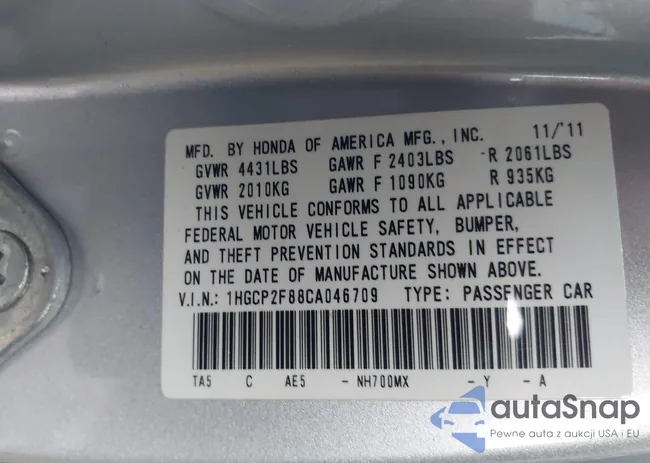 MFD. BY HONDA OF AMERICA MFG., INC. 11/'11
GVWR 4431LBS GAWR F 2403LBS R 2061LBS
GVWR 2010KG GAWR F 1090KG R 935KG
THIS VEHICLE CONFORMS TO ALL APPLICABLE
FEDERAL MOTOR VEHICLE SAFETY, BUMPER,
AND THEFT PREVENTION STANDARDS IN EFFECT
ON THE DATE OF MANUFACTURE SHOWN ABOVE.
V.I.N.: 1HGCP2F88CA046709 TYPE: PASSENGER CAR
TA5 C AE5 - NH700MX - Y - A
autaSnap
Pewne auta z aukcji USA i EU